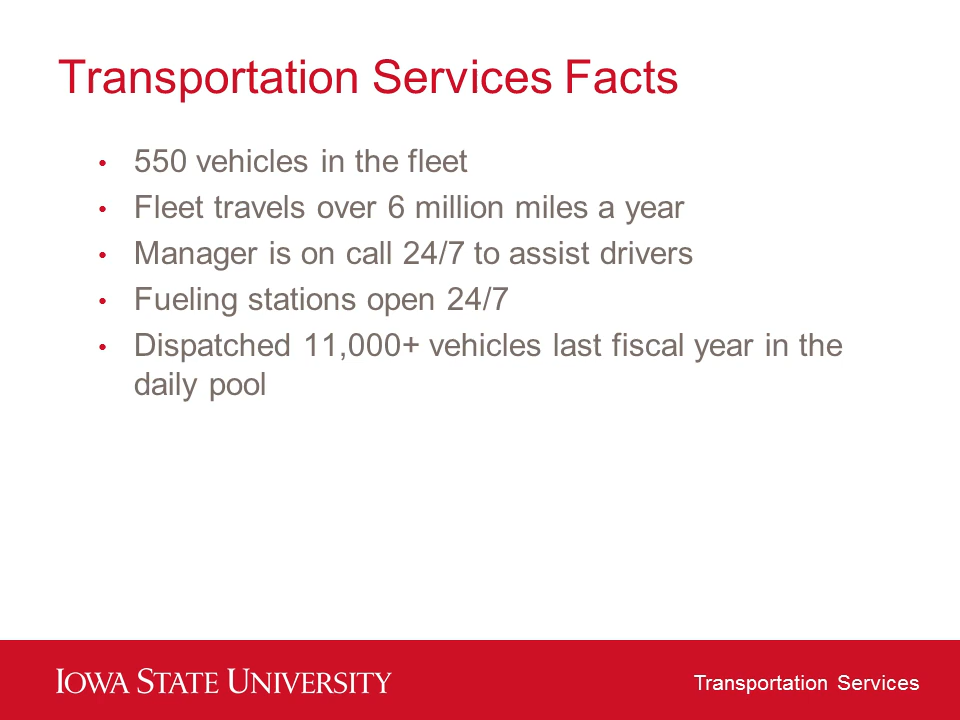 Transportation Services Facts
• 550 vehicles in the fleet
• Fleet travels over 6 million miles a year
• Manager is on call 24/7 to assist drivers
• Fueling stations open 24/7
• Dispatched 11,000+ vehicles last fiscal year in the
daily pool
IOWA STATE UNIVERSITY
Transportation Services